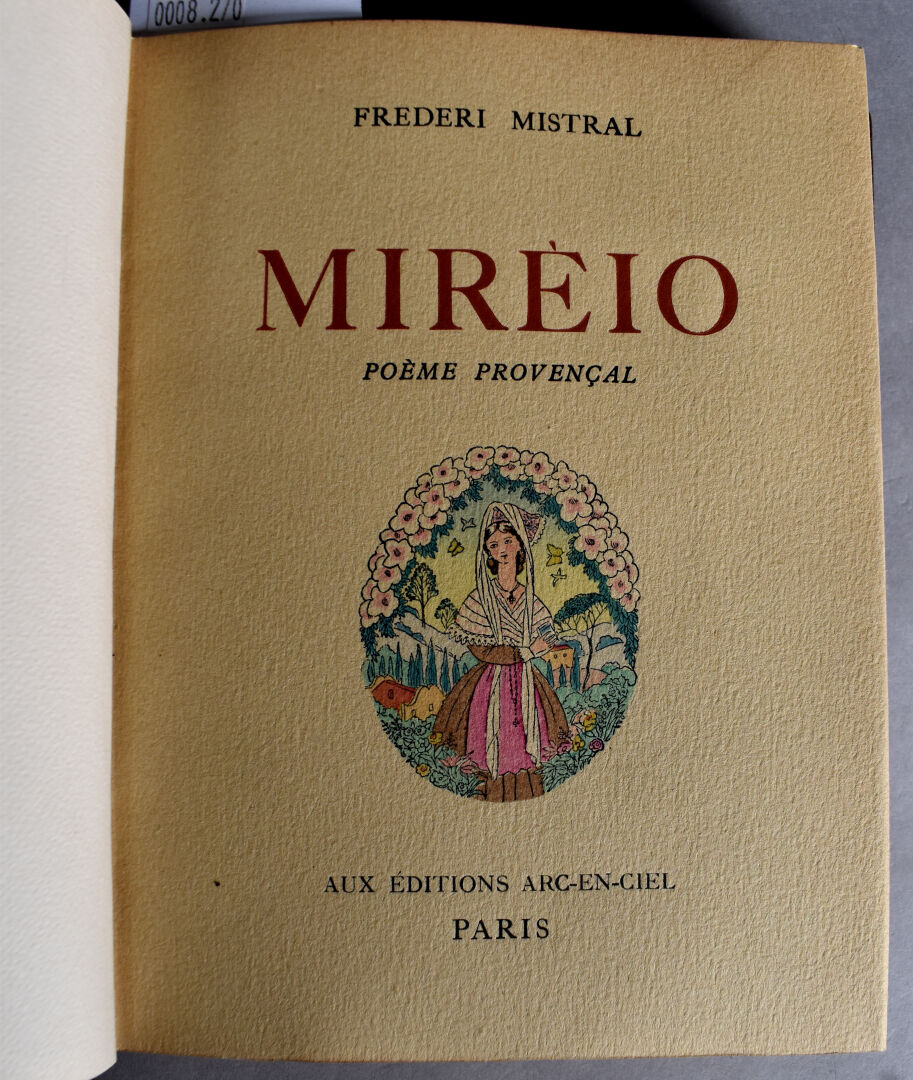 0008.270
FREDERI MISTRAL
MIRÈIO
POÈME PROVENÇAL
AUX ÉDITIONS ARC-EN-CIEL
PARIS